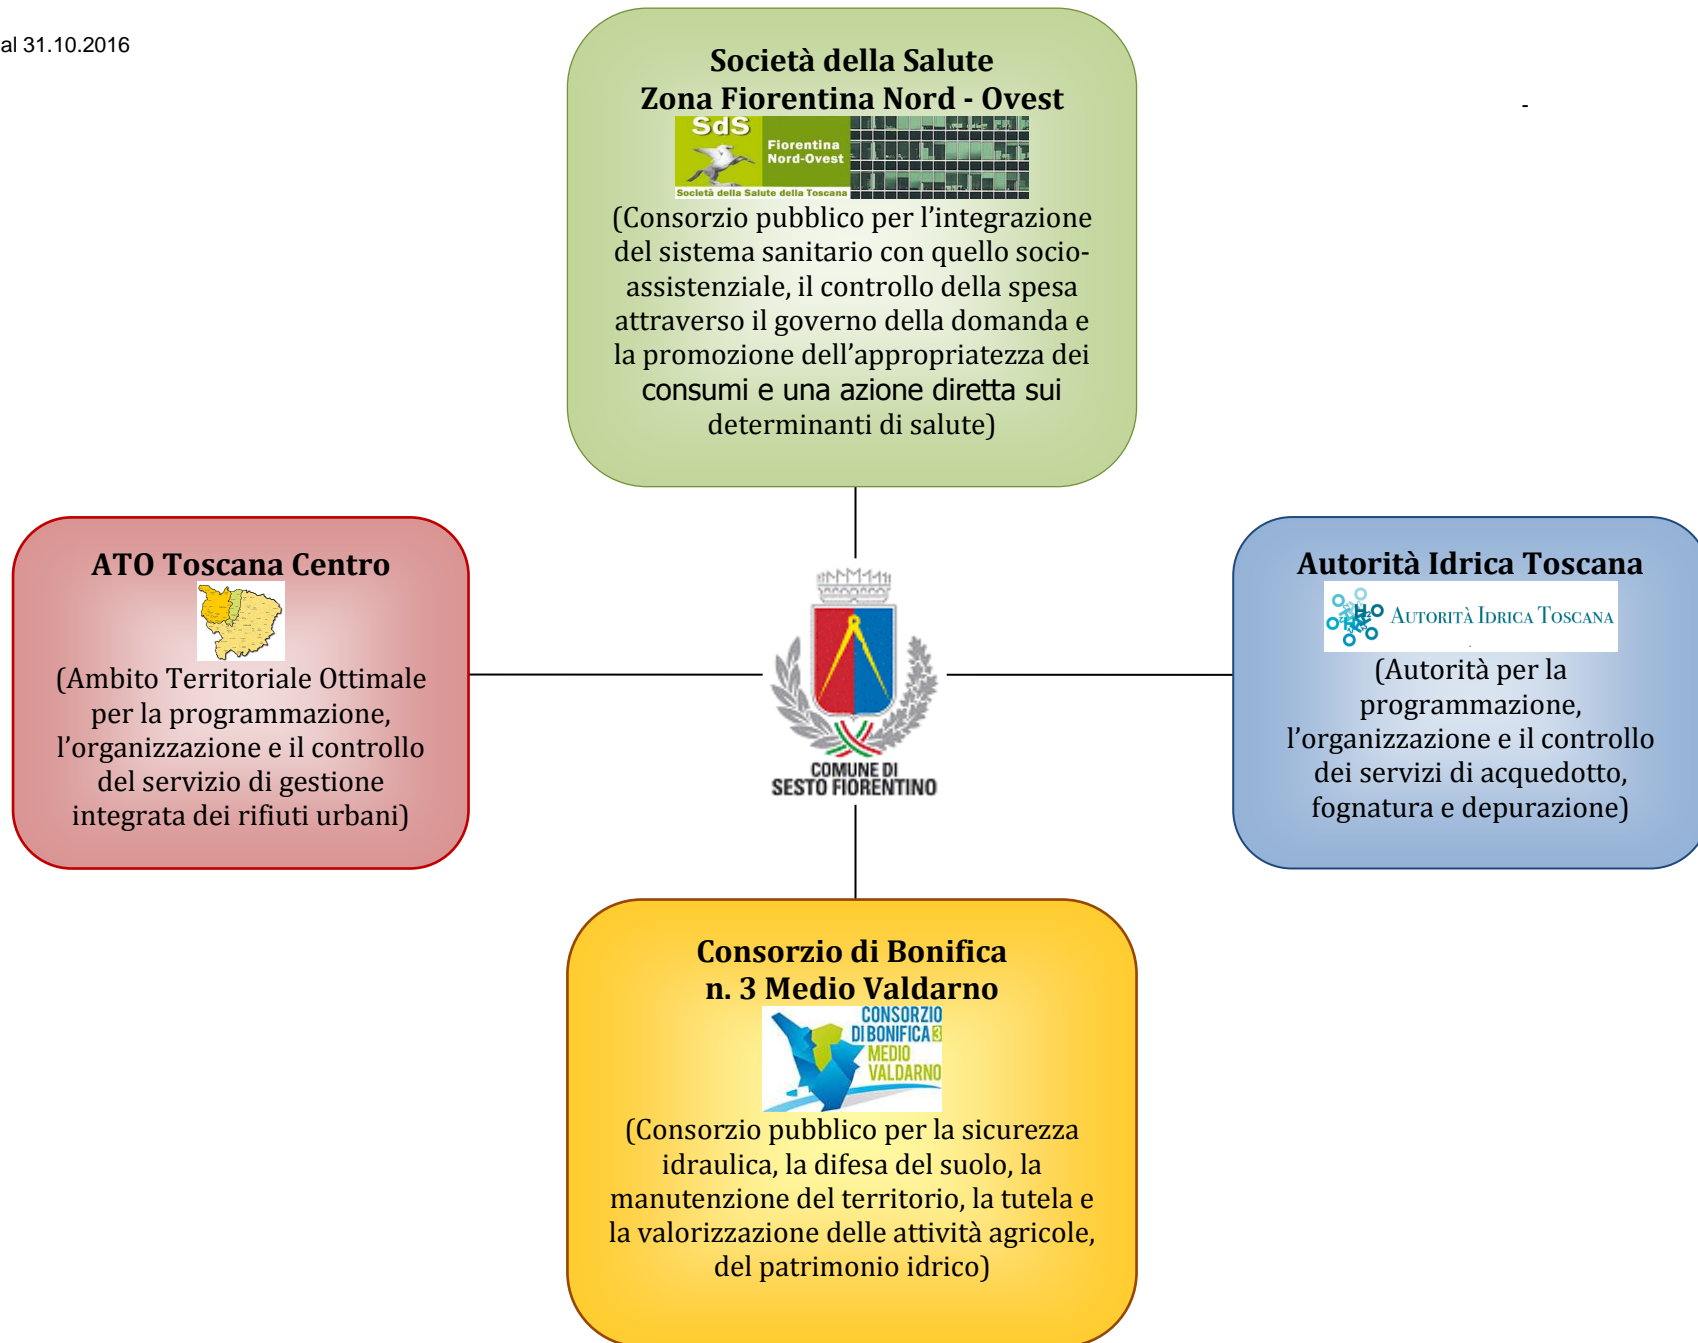 al 31.10.2016
-
Società della Salute
Zona Fiorentina Nord - Ovest
SdS
Fiorentina
Nord-Ovest
Società della Salute della Toscana
(Consorzio pubblico per l’integrazione
del sistema sanitario con quello socio-
assistenziale, il controllo della spesa
attraverso il governo della domanda e
la promozione dell’appropriatezza dei
consumi e una azione diretta sui
determinanti di salute)
ATO Toscana Centro
(Ambito Territoriale Ottimale
per la programmazione,
l’organizzazione e il controllo
del servizio di gestione
integrata dei rifiuti urbani)
COMUNE DI
SESTO FIORENTINO
Autorità Idrica Toscana
AUTORITÀ IDRICA TOSCANA
(Autorità per la
programmazione,
l’organizzazione e il controllo
dei servizi di acquedotto,
fognatura e depurazione)
Consorzio di Bonifica
n. 3 Medio Valdarno
CONSORZIO
DI BONIFICA 3
MEDIO
VALDARNO
(Consorzio pubblico per la sicurezza
idraulica, la difesa del suolo, la
manutenzione del territorio, la tutela e
la valorizzazione delle attività agricole,
del patrimonio idrico)